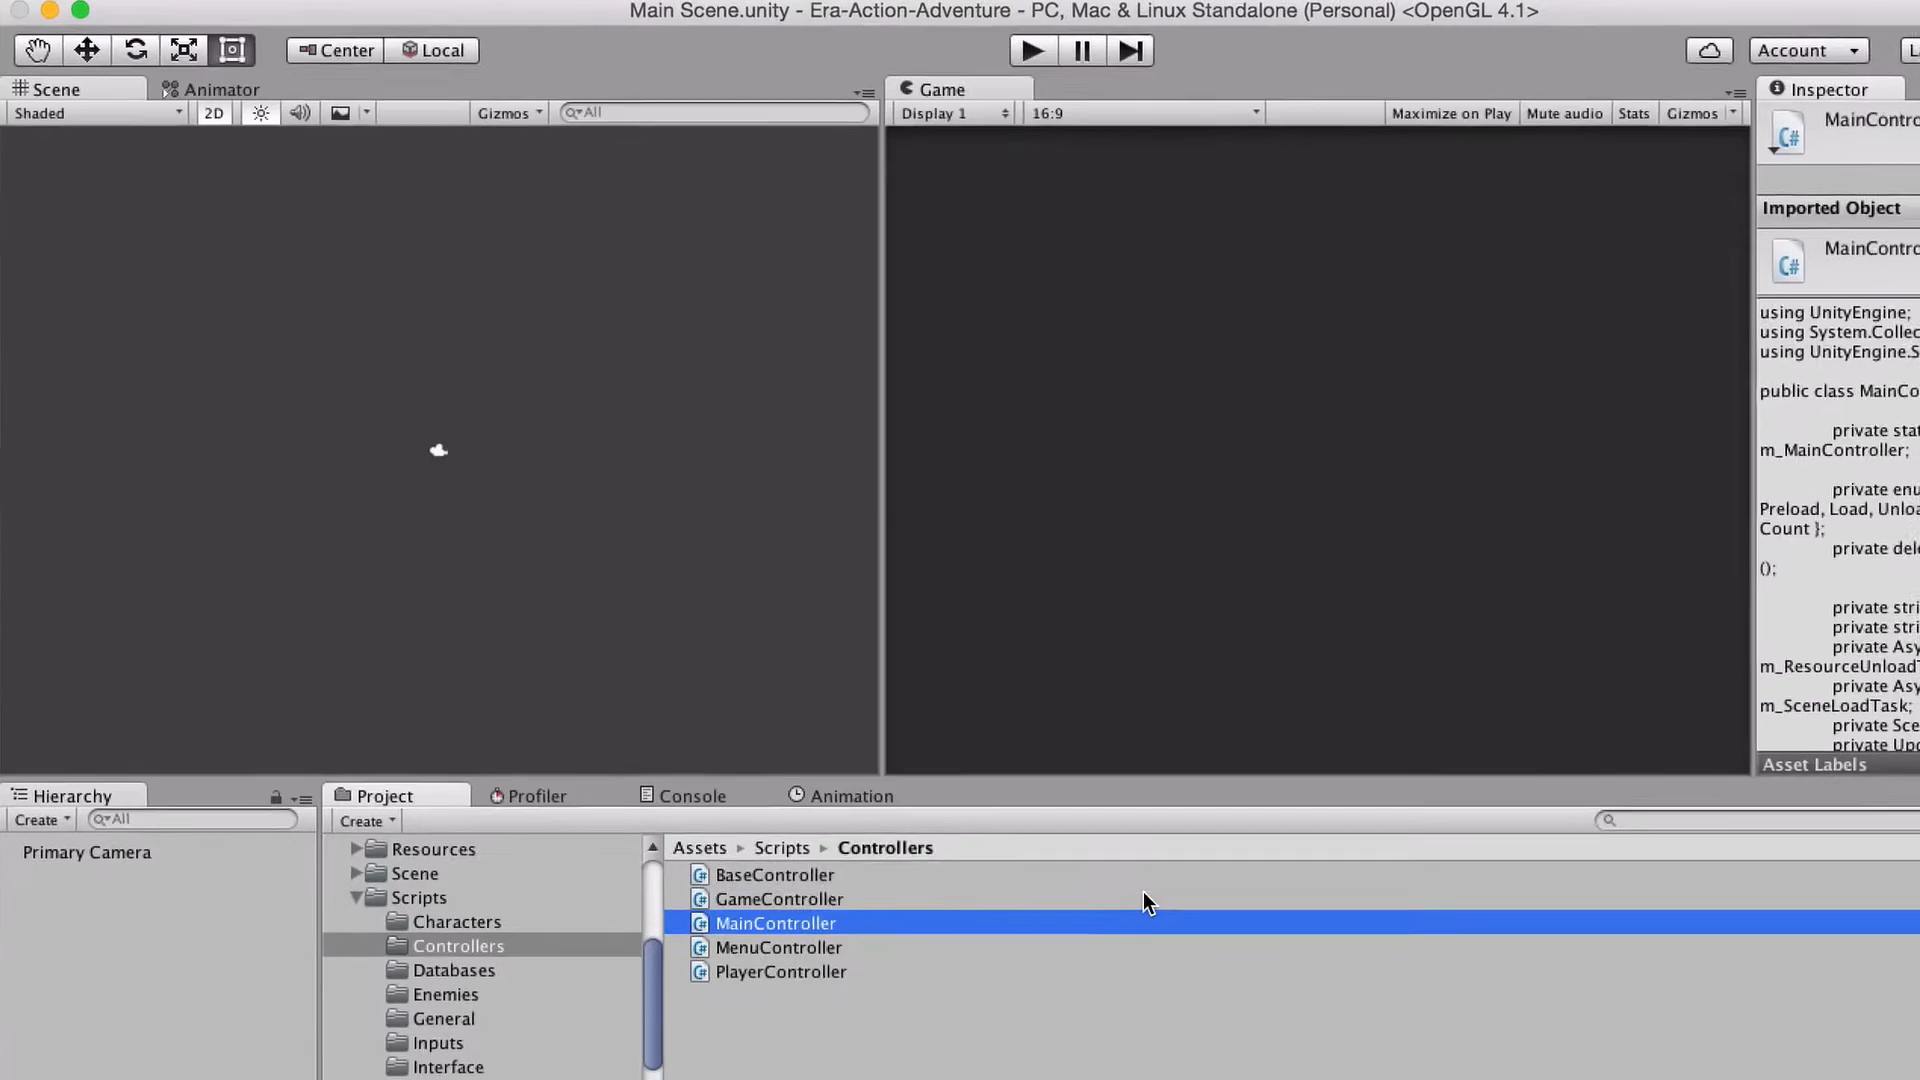 Main Scene.unity - Era-Action-Adventure - PC, Mac & Linux Standalone (Personal) <OpenGL 4.1>
Center Local Account
Scene Animator Game Inspector
Shaded 2D Gizmos All Display 1 16:9 Maximize on Play Mute audio Stats Gizmos
MainContro
Imported Object
MainContro
using UnityEngine;
using System.Collec
using UnityEngine.S
public class MainCo
private stat
m_MainController;
private enu
Preload, Load, Unloa
Count };
private dele
();
private stri
private stri
private Asy
m_ResourceUnloadT
private Asy
m_SceneLoadTask;
private Sce
private Upd
Asset Labels
Hierarchy Project Profiler Console Animation
Create All Create
Primary Camera
Resources
Scene
Scripts
Characters
Controllers
Databases
Enemies
General
Inputs
Interface
Assets Scripts Controllers
BaseController
GameController
MainController
MenuController
PlayerController